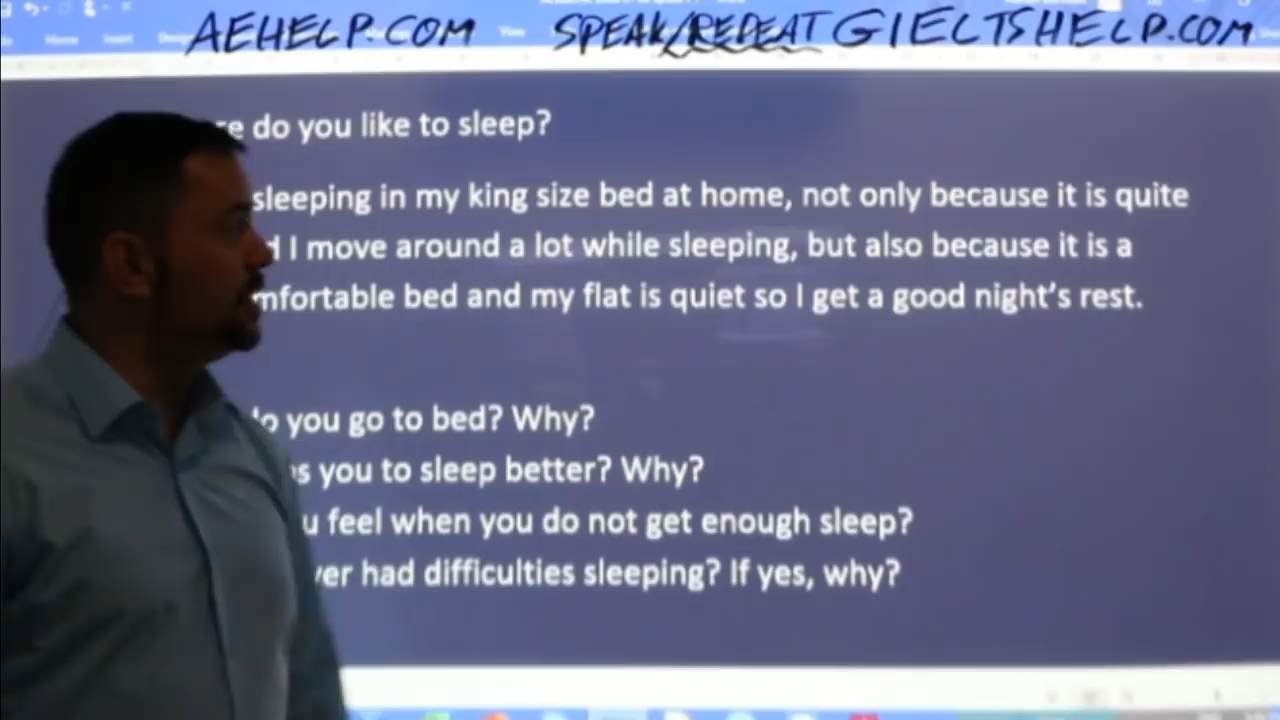 AEHELP.COM SPEAK/REPEAT GIELTSHELP.COM
do you like to sleep?
sleeping in my king size bed at home, not only because it is quite
I move around a lot while sleeping, but also because it is a
bed and my flat is quiet so I get a good night's rest.
you go to bed? Why?
you to sleep better? Why?
feel when you do not get enough sleep?
had difficulties sleeping? If yes, why?